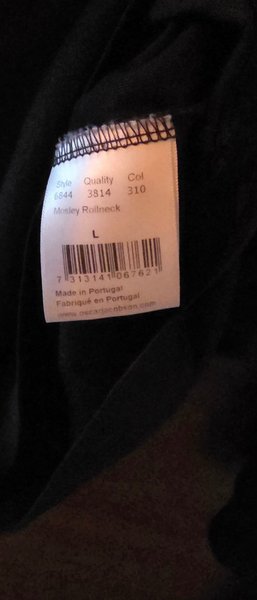 Style Quality Col
6844 3814 310
Mosley Rollneck
L
7 313141 067621
Made in Portugal
Fabriqué en Portugal
www.oscarjacobson.com